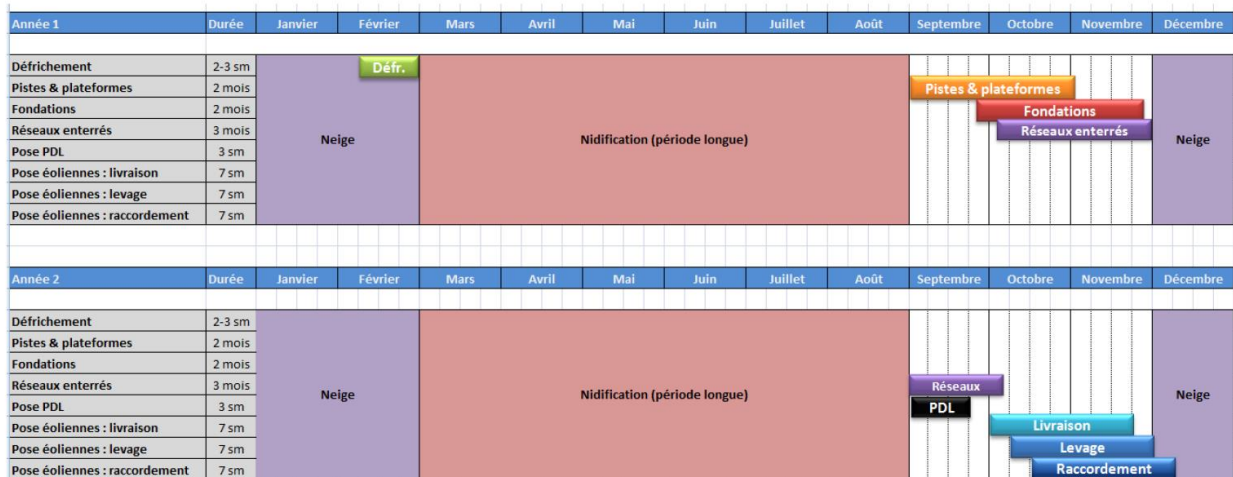 Année 1 Durée Janvier Février Mars Avril Mai Juin Juillet Août Septembre Octobre Novembre Décembre
Défrichement 2-3 sm Défr.
Pistes & plateformes 2 mois Pistes & plateformes
Fondations 2 mois Fondations
Réseaux enterrés 3 mois Réseaux enterrés
Neige Nidification (période longue) Neige
Pose PDL 3 sm
Pose éoliennes : livraison 7 sm
Pose éoliennes : levage 7 sm
Pose éoliennes : raccordement 7 sm
Année 2 Durée Janvier Février Mars Avril Mai Juin Juillet Août Septembre Octobre Novembre Décembre
Défrichement 2-3 sm
Pistes & plateformes 2 mois
Fondations 2 mois
Réseaux enterrés 3 mois Réseaux
Neige Nidification (période longue) Neige
Pose PDL 3 sm PDL
Pose éoliennes : livraison 7 sm Livraison
Pose éoliennes : levage 7 sm Levage
Pose éoliennes : raccordement 7 sm Raccordement